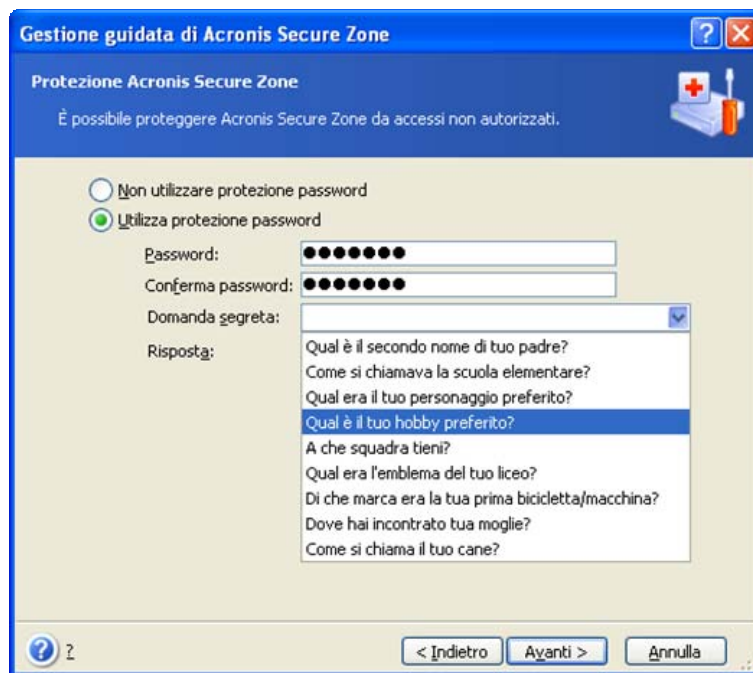 Gestione guidata di Acronis Secure Zone
Protezione Acronis Secure Zone
È possibile proteggere Acronis Secure Zone da accessi non autorizzati.
Non utilizzare protezione password
Utilizza protezione password
Password: ●●●●●●●
Conferma password: ●●●●●●●
Domanda segreta:
Risposta:
Qual è il secondo nome di tuo padre?
Come si chiamava la scuola elementare?
Qual era il tuo personaggio preferito?
Qual è il tuo hobby preferito?
A che squadra tieni?
Qual era l'emblema del tuo liceo?
Di che marca era la tua prima bicicletta/macchina?
Dove hai incontrato tua moglie?
Come si chiama il tuo cane?
? < Indietro Avanti > Annulla